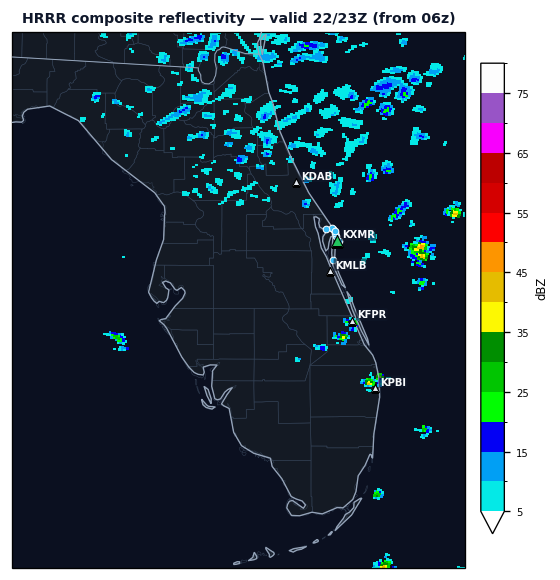 HRRR composite reflectivity — valid 22/23Z (from 06z)
75
65
KDAB
55
KXMR
KMLB
45
dBZ
KFPR
35
KPBI
25
15
5